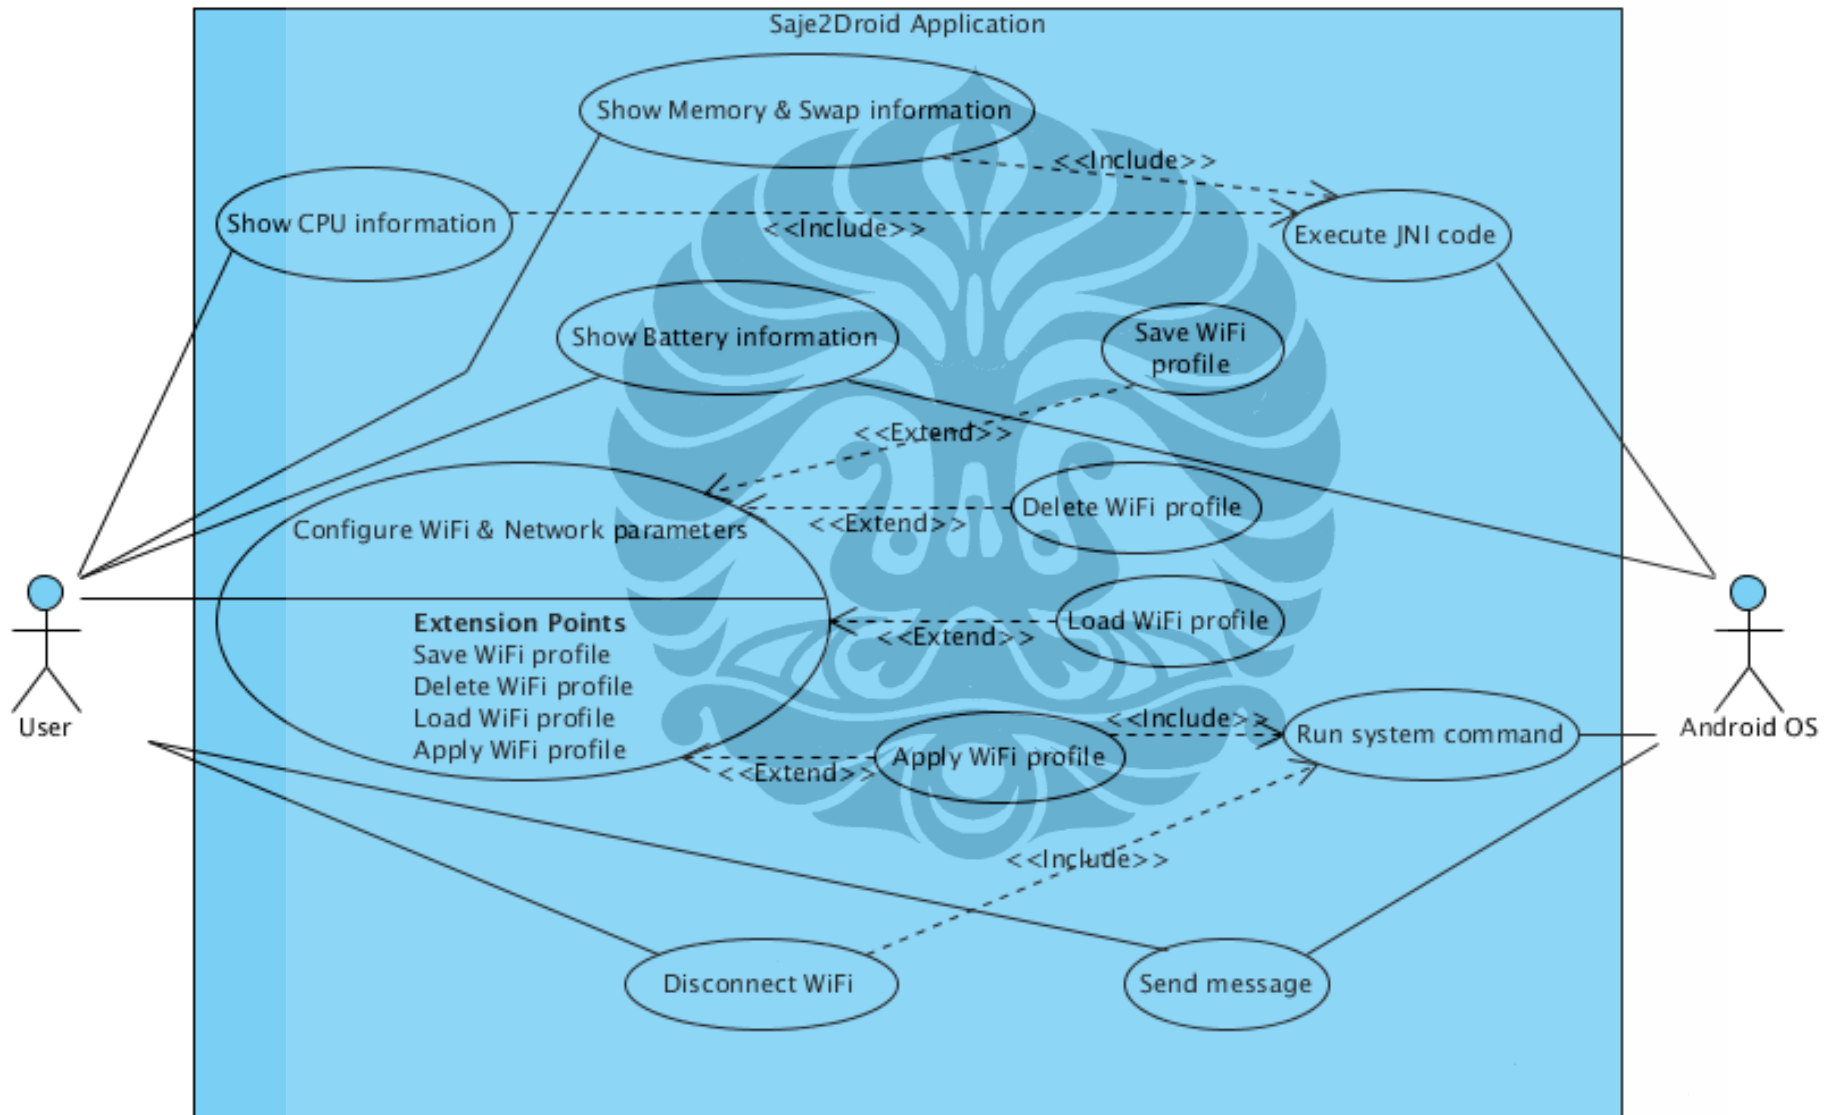 Saje2Droid Application
Show Memory & Swap information
<<Include>>
Show CPU information
<<Include>>
Execute JNI code
Show Battery information
Save WiFi
profile
<<Extend>>
Delete WiFi profile
<<Extend>>
Configure WiFi & Network parameters
Extension Points
Save WiFi profile
Delete WiFi profile
Load WiFi profile
Apply WiFi profile
Load WiFi profile
<<Extend>>
User
Android OS
<<Include>>
Run system command
Apply WiFi profile
<<Extend>>
<<Include>>
Disconnect WiFi
Send message